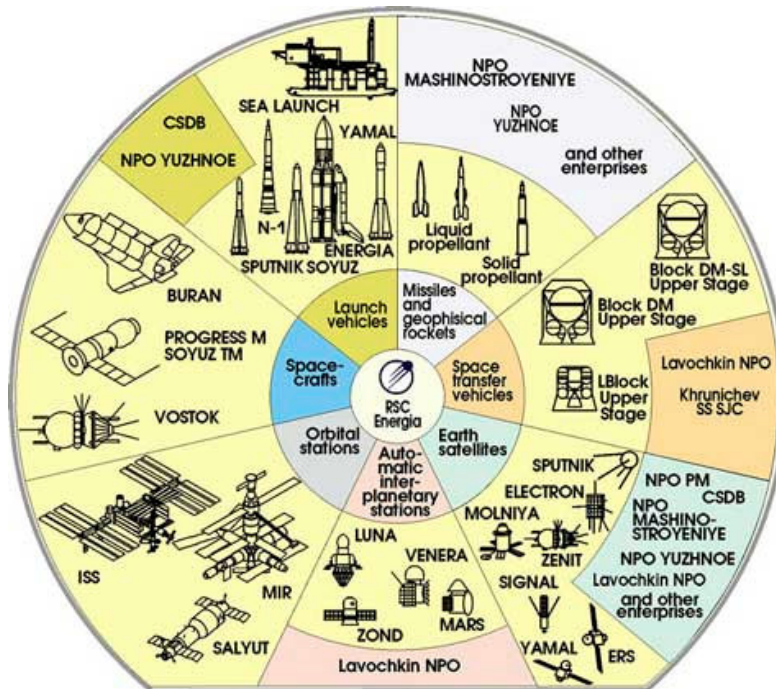 RSC
Energia
Launch
vehicles
Missiles
and
geophisical
rockets
Space
transfer
vehicles
Earth
satellites
Auto-
matic
inter-
planetary
stations
Orbital
stations
Space-
crafts
SEA LAUNCH
YAMAL
N-1
ENERGIA
SPUTNIK SOYUZ
CSDB
NPO YUZHNOE
NPO
MASHINOSTROYENIYE
NPO
YUZHNOE
and other
enterprises
Liquid
propellant
Solid
propellant
Block DM-SL
Upper Stage
Block DM
Upper Stage
LBlock
Upper
Stage
Lavochkin NPO
Khrunichev
SS SJC
SPUTNIK
ELECTRON
MOLNIYA
ZENIT
SIGNAL
YAMAL
ERS
NPO PM
CSDB
NPO
MASHINO-
STROYENIYE
NPO YUZHNOE
Lavochkin NPO
and other
enterprises
LUNA
VENERA
ZOND
MARS
Lavochkin NPO
ISS
MIR
SALYUT
BURAN
PROGRESS M
SOYUZ TM
VOSTOK